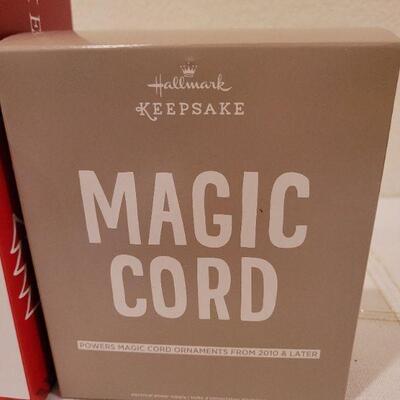 Hallmark
KEEPSAKE
MAGIC
CORD
POWERS MAGIC CORD ORNAMENTS FROM 2010 & LATER